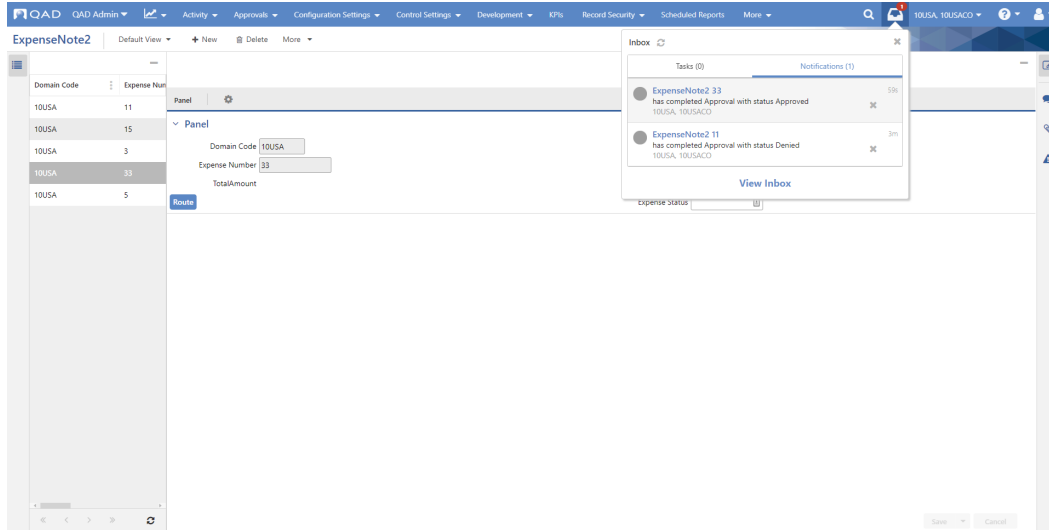 QAD QAD Admin Activity Approvals Configuration Settings Control Settings Development KPIs Record Security Scheduled Reports More 1 10USA, 10USACO
ExpenseNote2 Default View New Delete More
Inbox
Tasks (0) Notifications (1)
ExpenseNote2 33 59s
has completed Approval with status Approved
10USA, 10USACO
ExpenseNote2 11 3m
has completed Approval with status Denied
10USA, 10USACO
View Inbox
Domain Code Expense Num
10USA 11
10USA 15
10USA 3
10USA 33
10USA 5
Panel
Panel
Domain Code 10USA
Expense Number 33
TotalAmount
Route
Expense Status
Save Cancel